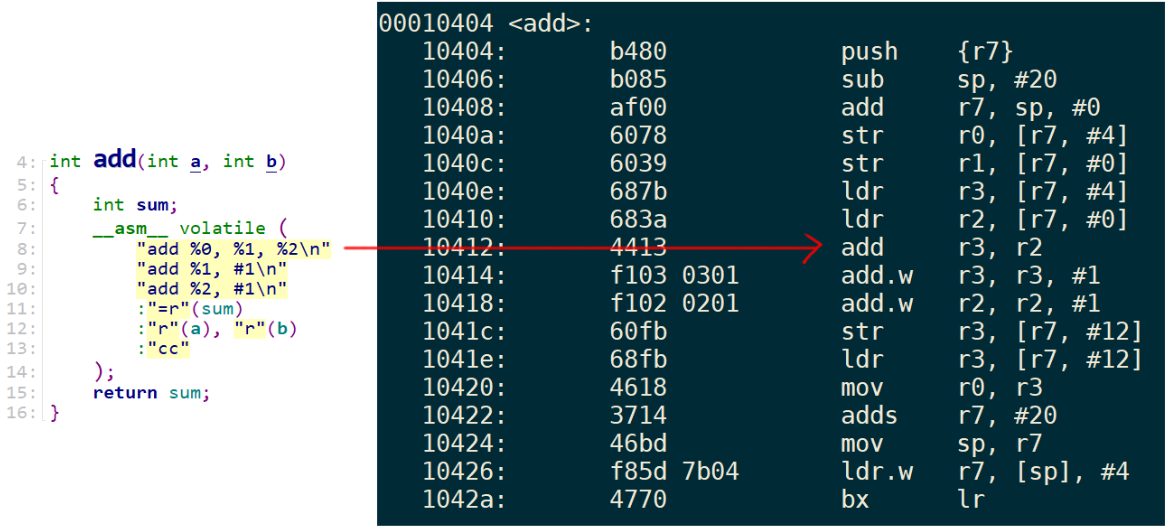 4: int add(int a, int b)
5: {
6: int sum;
7: __asm__ volatile (
8: "add %0, %1, %2\n"
9: "add %1, #1\n"
10: "add %2, #1\n"
11: :"=r"(sum)
12: :"r"(a), "r"(b)
13: :"cc"
14: );
15: return sum;
16: }
00010404 <add>:
10404: b480 push {r7}
10406: b085 sub sp, #20
10408: af00 add r7, sp, #0
1040a: 6078 str r0, [r7, #4]
1040c: 6039 str r1, [r7, #0]
1040e: 687b ldr r3, [r7, #4]
10410: 683a ldr r2, [r7, #0]
10412: 4413 add r3, r2
10414: f103 0301 add.w r3, r3, #1
10418: f102 0201 add.w r2, r2, #1
1041c: 60fb str r3, [r7, #12]
1041e: 68fb ldr r3, [r7, #12]
10420: 4618 mov r0, r3
10422: 3714 adds r7, #20
10424: 46bd mov sp, r7
10426: f85d 7b04 ldr.w r7, [sp], #4
1042a: 4770 bx lr